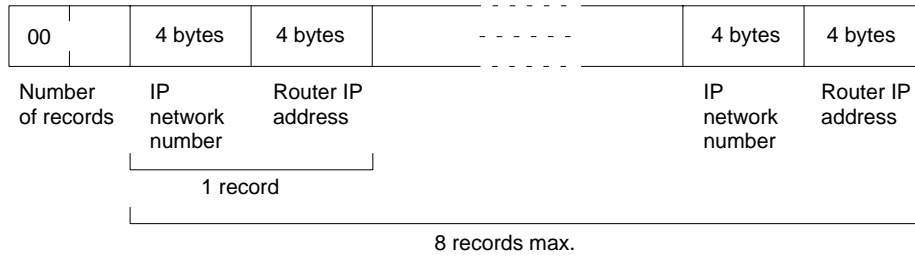 00 4 bytes 4 bytes 4 bytes 4 bytes
Number of records
IP network number
Router IP address
IP network number
Router IP address
1 record
8 records max.